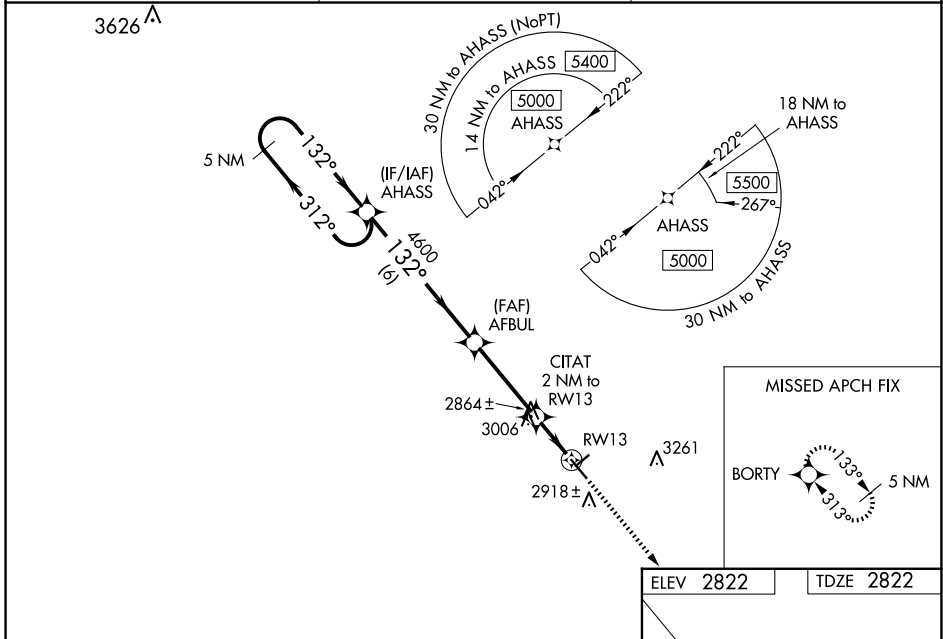 3626
30 NM to AHASS (NoPT)
5400
14 NM to AHASS
5000
AHASS
222°
042°
18 NM to
AHASS
222°
5500
267°
AHASS
042°
5000
30 NM to AHASS
5 NM
132°
312°
(IF/IAF)
AHASS
4600
132°
(6)
(FAF)
AFBUL
CITAT
2 NM to
RW13
2864±
3006
RW13
3261
2918±
MISSED APCH FIX
BORTY
133°
313°
5 NM
ELEV 2822
TDZE 2822